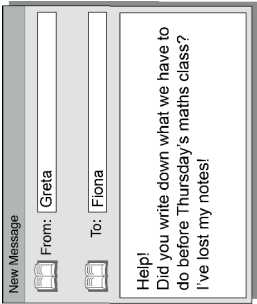 New Message
From: Greta
To: Fiona
Help!
Did you write down what we have to
do before Thursday's maths class?
I've lost my notes!